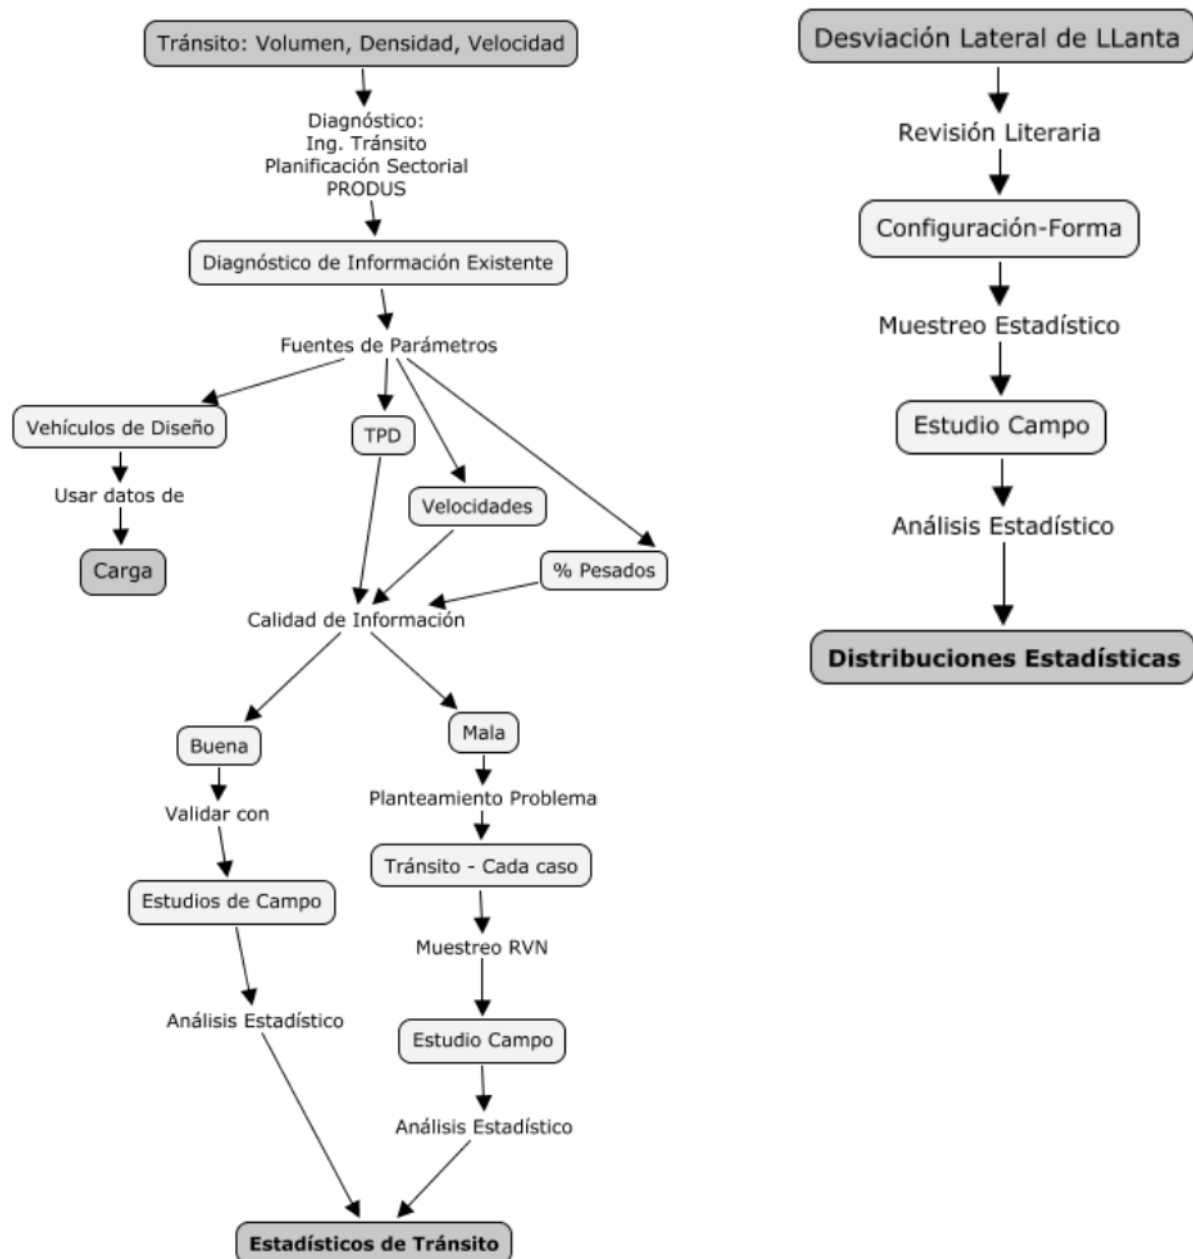 Tránsito: Volumen, Densidad, Velocidad
Diagnóstico:
Ing. Tránsito
Planificación Sectorial
PRODUS
Diagnóstico de Información Existente
Fuentes de Parámetros
Vehículos de Diseño
TPD
Usar datos de
Velocidades
Carga
% Pesados
Calidad de Información
Buena
Mala
Validar con
Planteamiento Problema
Estudios de Campo
Tránsito - Cada caso
Muestreo RVN
Análisis Estadístico
Estudio Campo
Análisis Estadístico
Estadísticos de Tránsito
Desviación Lateral de LLanta
Revisión Literaria
Configuración-Forma
Muestreo Estadístico
Estudio Campo
Análisis Estadístico
Distribuciones Estadísticas